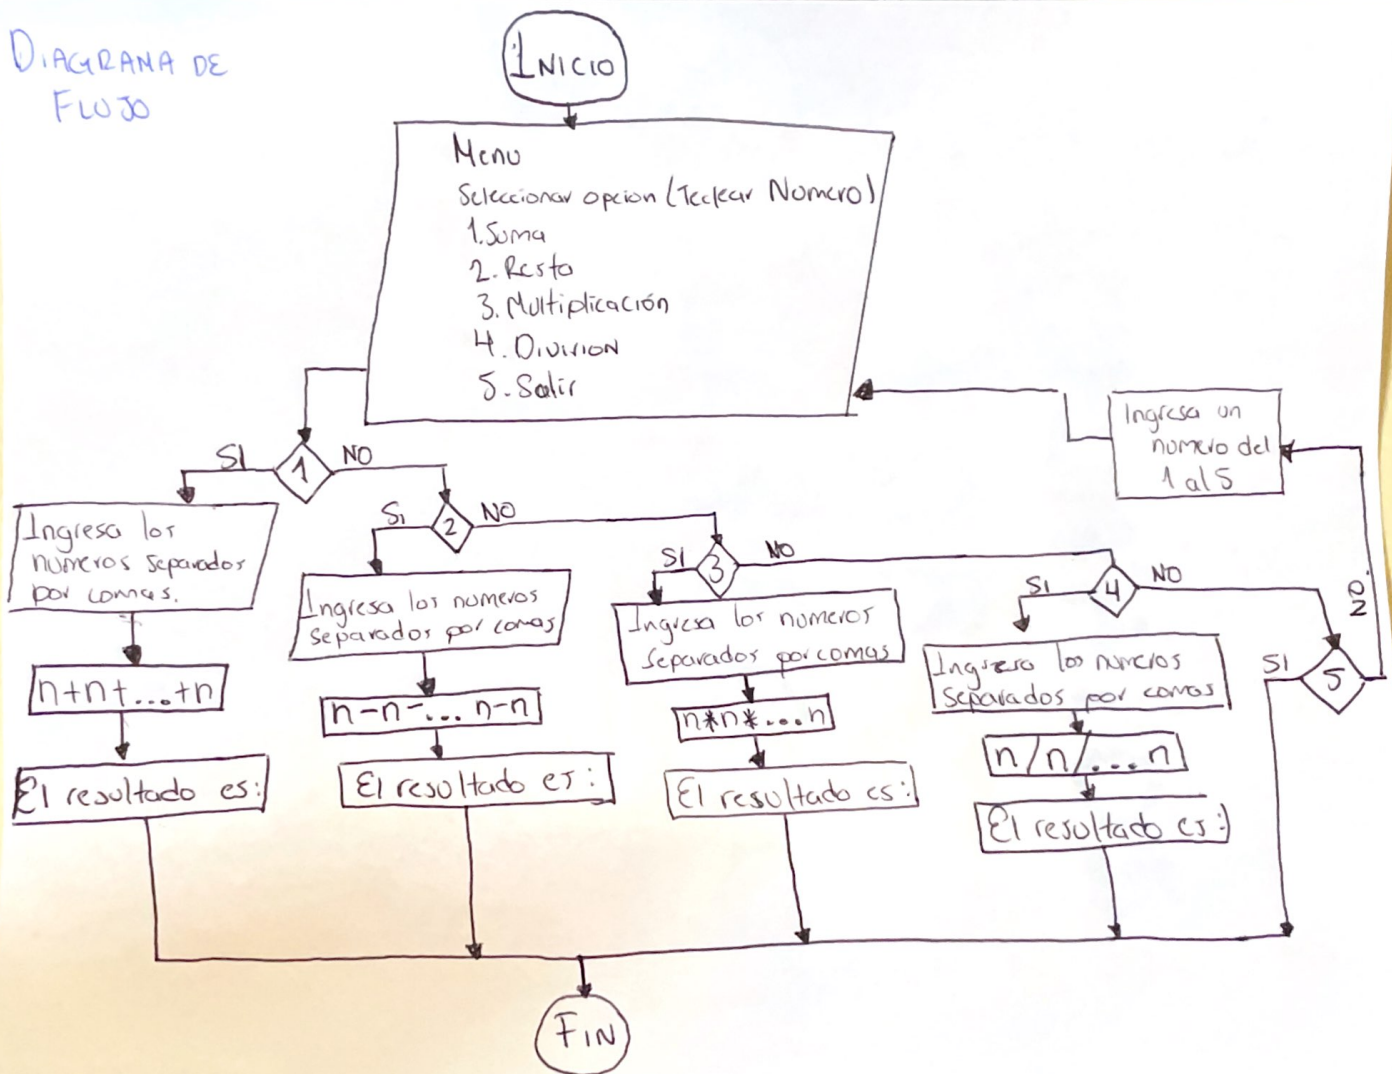 DIAGRAMA DE
FLUJO
INICIO
Menu
Seleccionar opcion (Teclear Numero)
1. Suma
2. Resta
3. Multiplicación
4. Division
5. Salir
Ingresa un
numero del
1 al 5
SI
1
NO
SI
2
NO
SI
3
NO
SI
4
NO
SI
5
NO.
Ingresa los
numeros separados
por comas.
n+n+...+n
El resultado es:
Ingresa los numeros
separados por comas
n-n-... n-n
El resultado es:
Ingresa los numeros
separados por comas
n*n*...n
El resultado es:
Ingresa los numeros
separados por comas
n/n/...n
El resultado es:
FIN